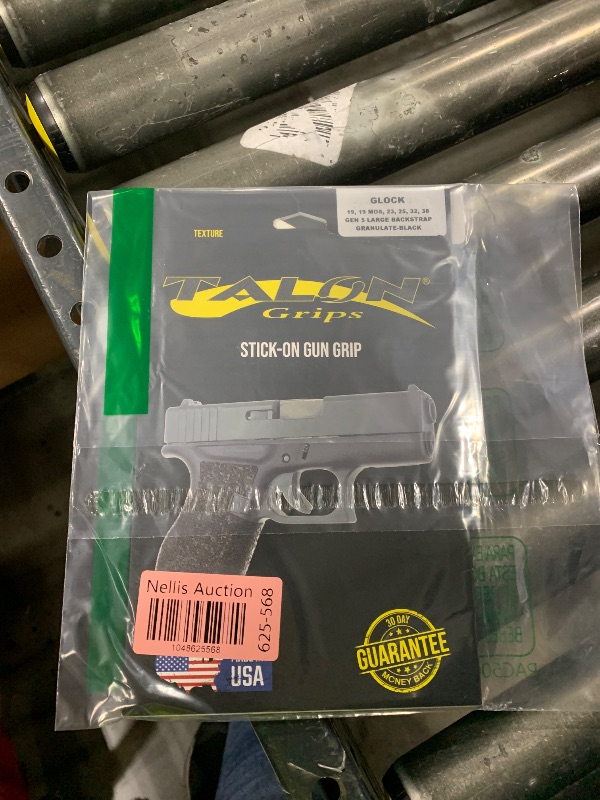 GLOCK
19, 19 MOS, 23, 25, 32, 38
GEN 5 LARGE BACKSTRAP
GRANULATE-BLACK
TEXTURE
TALON®
Grips
STICK-ON GUN GRIP
Nellis Auction
1048625568
625-568
USA
30 DAY
GUARANTEE
MONEY BACK